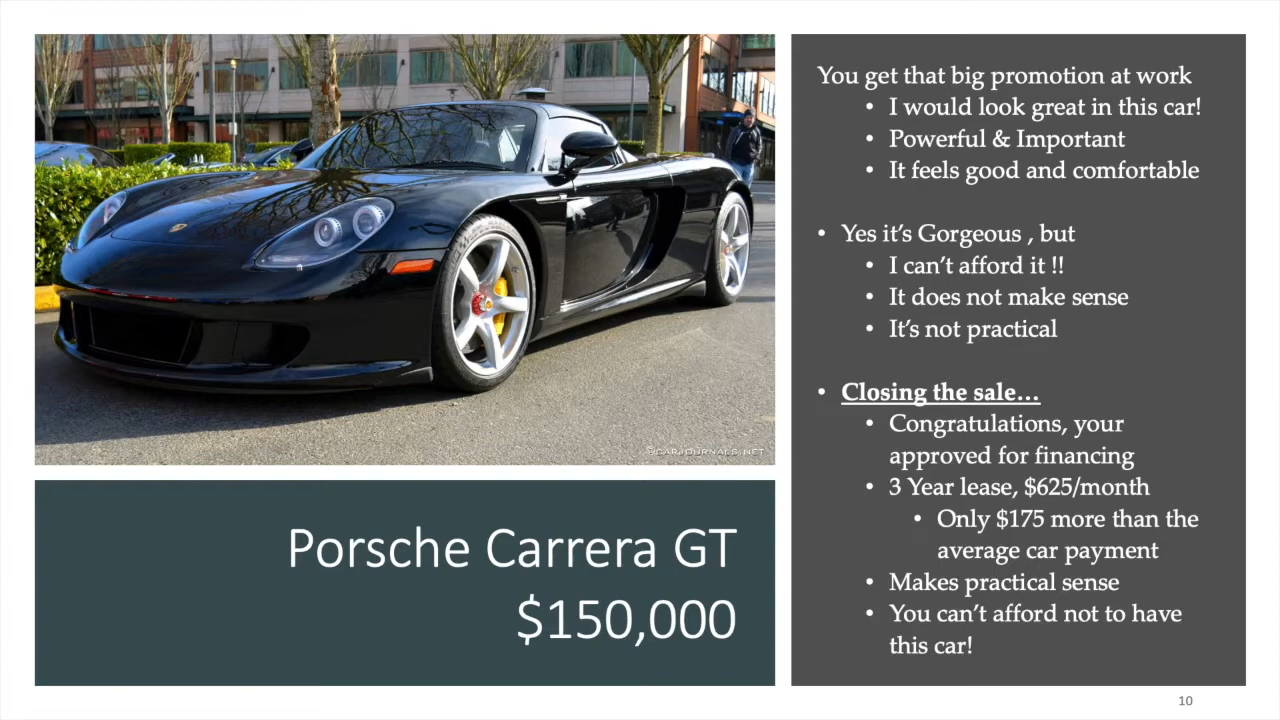 You get that big promotion at work
• I would look great in this car!
• Powerful & Important
• It feels good and comfortable
• Yes it's Gorgeous , but
• I can't afford it !!
• It does not make sense
• It's not practical
• Closing the sale...
• Congratulations, your
approved for financing
• 3 Year lease, $625/month
• Only $175 more than the
average car payment
• Makes practical sense
• You can't afford not to have
this car!
©CARJOURNALS.NET
Porsche Carrera GT
$150,000
10